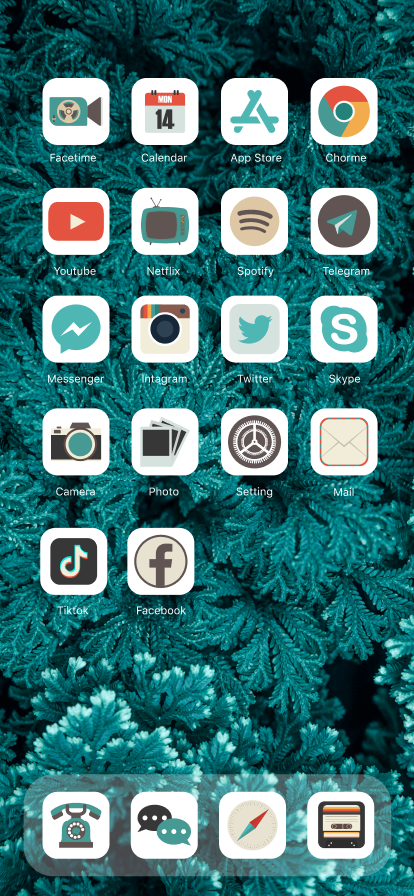 MON
14
Facetime
Calendar
App Store
Chorme
Youtube
Netflix
Spotify
Telegram
Messenger
Intagram
Twitter
Skype
Camera
Photo
Setting
Mail
Tiktok
Facebook